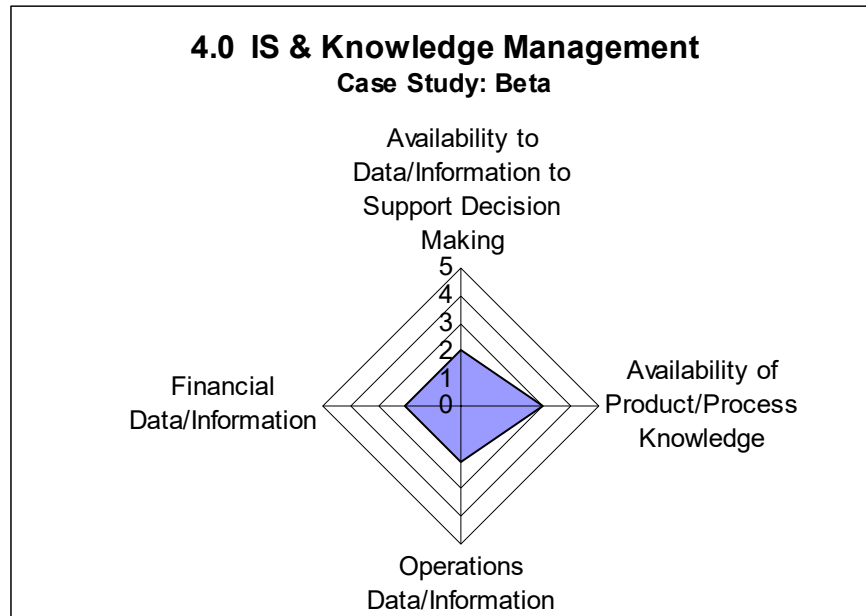 4.0 IS & Knowledge Management
Case Study: Beta
Availability to
Data/Information to
Support Decision
Making
5
4
3
2
1
0
Financial
Data/Information
Availability of
Product/Process
Knowledge
Operations
Data/Information